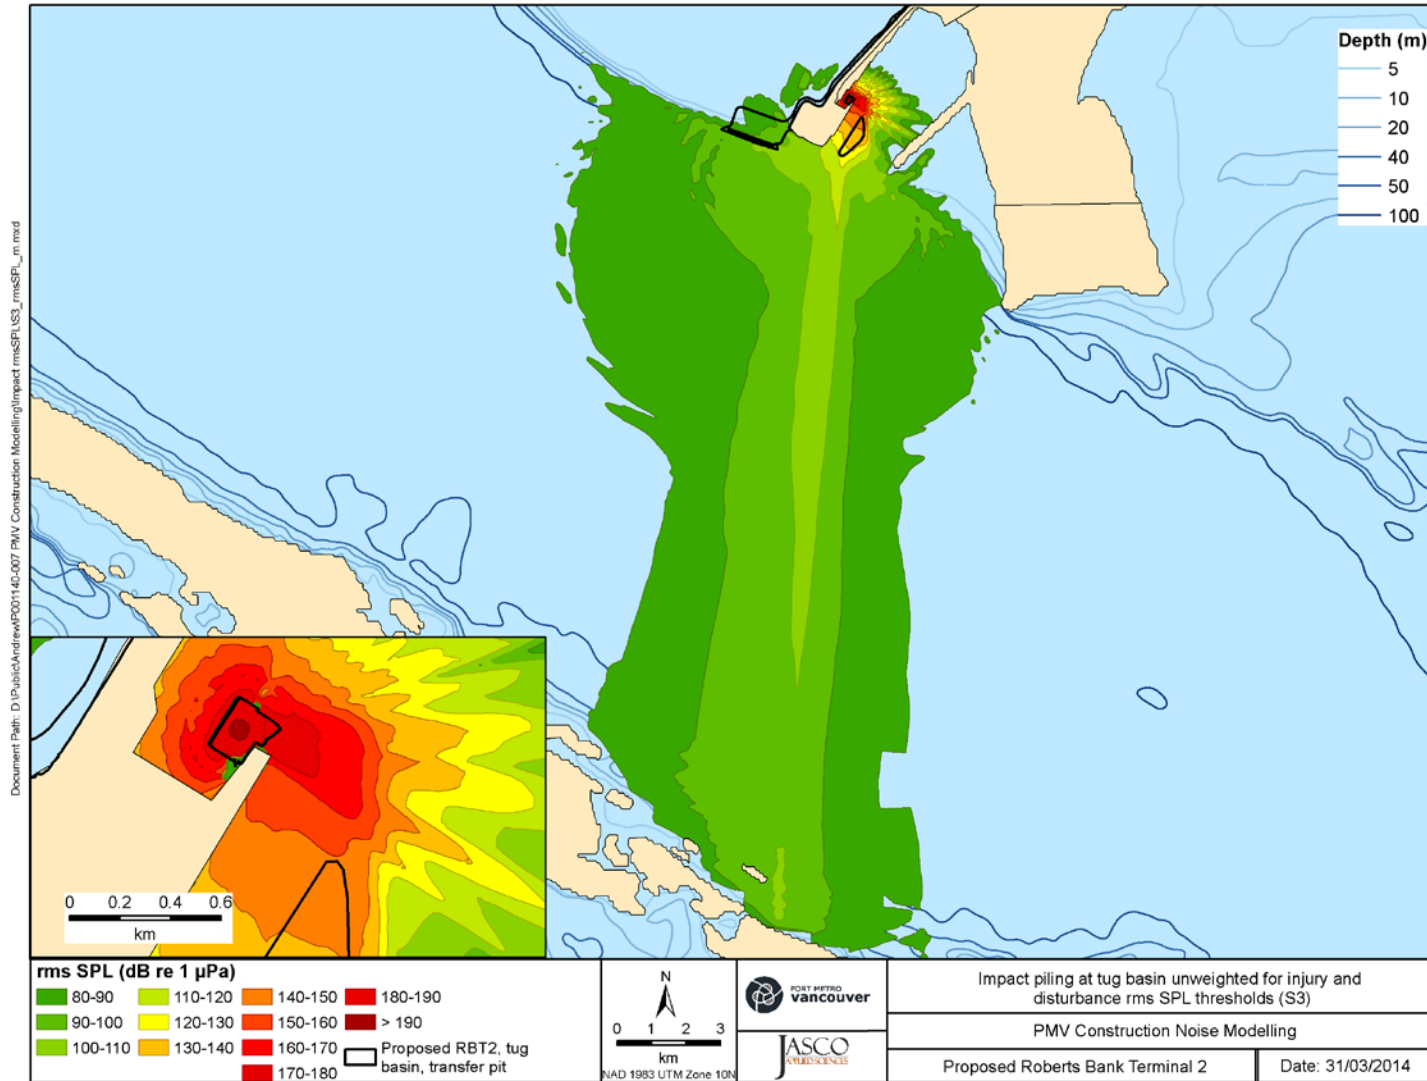 Document Path: D:\Public\Andrew\P001140-007 PMV Construction Modelling\Impact rmsSPL\S3_rmsSPL_m.mxd
Depth (m)
5
10
20
40
50
100
0 0.2 0.4 0.6
km
rms SPL (dB re 1 µPa)
80-90
90-100
100-110
110-120
120-130
130-140
140-150
150-160
160-170
170-180
180-190
> 190
Proposed RBT2, tug
basin, transfer pit
N
0 1 2 3
km
NAD 1983 UTM Zone 10N
PORT METRO
vancouver
JASCO
APPLIED SCIENCES
Impact piling at tug basin unweighted for injury and
disturbance rms SPL thresholds (S3)
PMV Construction Noise Modelling
Proposed Roberts Bank Terminal 2
Date: 31/03/2014